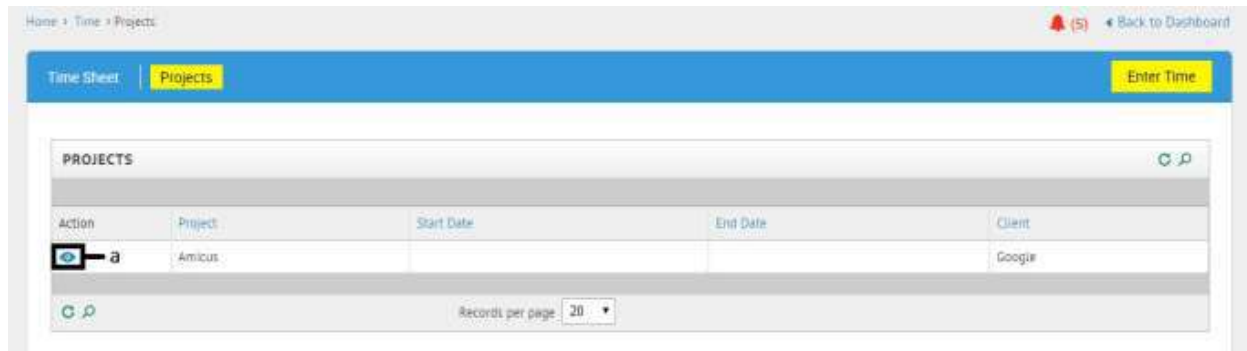 Home › Time › Projects (5) Back to Dashboard
Time Sheet Projects Enter Time
PROJECTS
Action Project Start Date End Date Client
a Amicus Google
Records per page 20